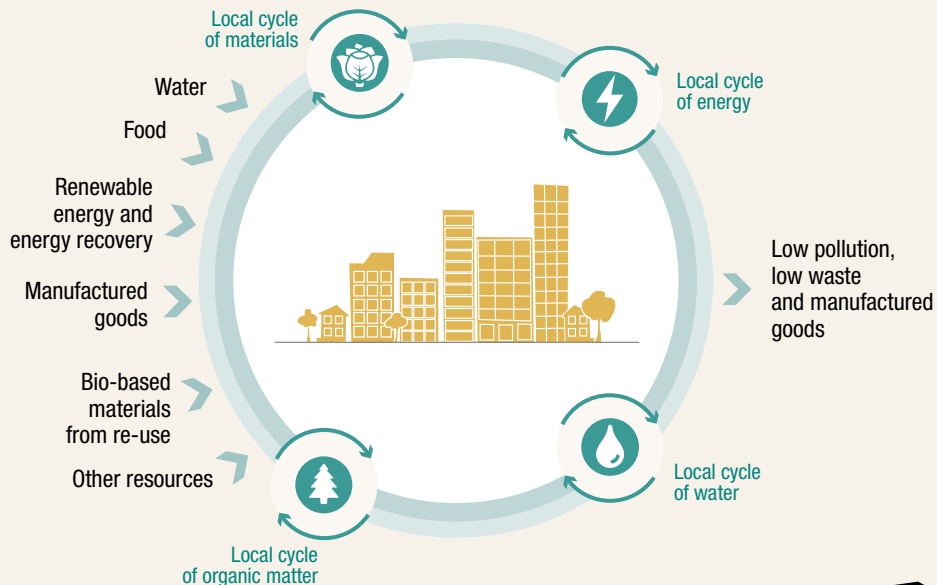 Local cycle
of materials
Local cycle
of energy
Water
Food
Renewable
energy and
energy recovery
Manufactured
goods
Bio-based
materials
from re-use
Other resources
Low pollution,
low waste
and manufactured
goods
Local cycle
of water
Local cycle
of organic matter